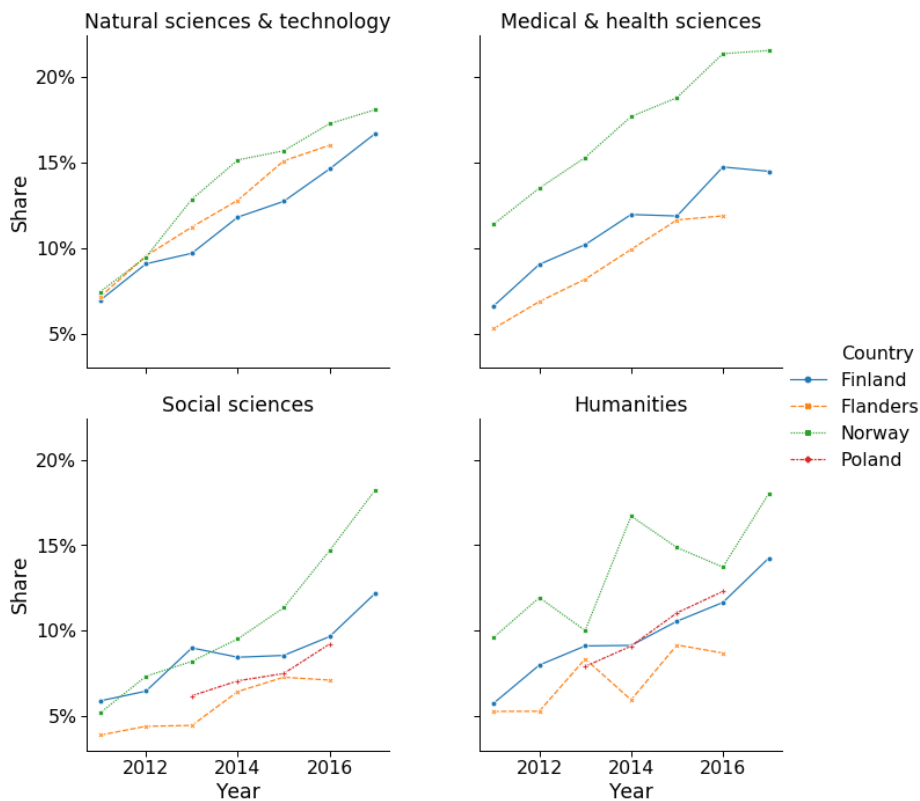 Natural sciences & technology
Medical & health sciences
Share
20%
15%
10%
5%
Country
Finland
Flanders
Norway
Poland
Social sciences
Humanities
Share
20%
15%
10%
5%
2012 2014 2016
Year
2012 2014 2016
Year